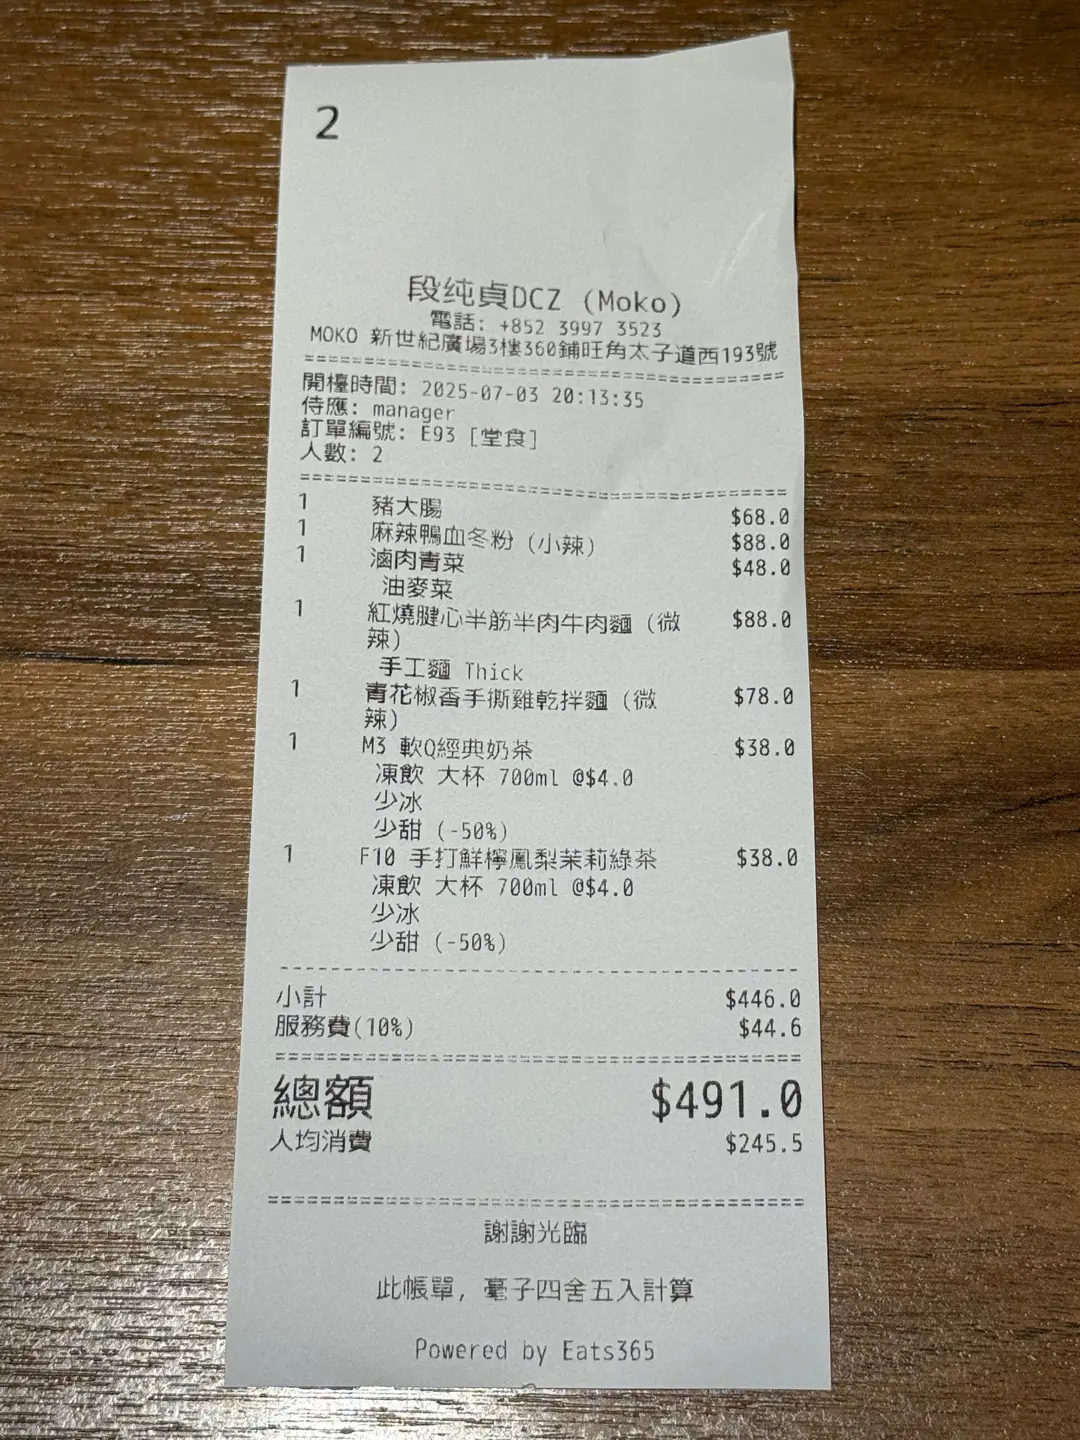 2
段纯貞DCZ (Moko)
電話: +852 3997 3523
MOKO 新世紀廣場3樓360鋪旺角太子道西193號
開檯時間: 2025-07-03 20:13:35
侍應: manager
訂單編號: E93 [堂食]
人數: 2
1 豬大腸 $68.0
1 麻辣鴨血冬粉 (小辣) $88.0
1 滷肉青菜 $48.0
油麥菜
1 紅燒腱心半筋半肉牛肉麵 (微 $88.0
辣)
手工麵 Thick
1 青花椒香手撕雞乾拌麵 (微 $78.0
辣)
1 M3 軟Q經典奶茶 $38.0
凍飲 大杯 700ml @$4.0
少冰
少甜 (-50%)
1 F10 手打鮮檸鳳梨茉莉綠茶 $38.0
凍飲 大杯 700ml @$4.0
少冰
少甜 (-50%)
小計 $446.0
服務費(10%) $44.6
總額 $491.0
人均消費 $245.5
謝謝光臨
此帳單, 毫子四舍五入計算
Powered by Eats365